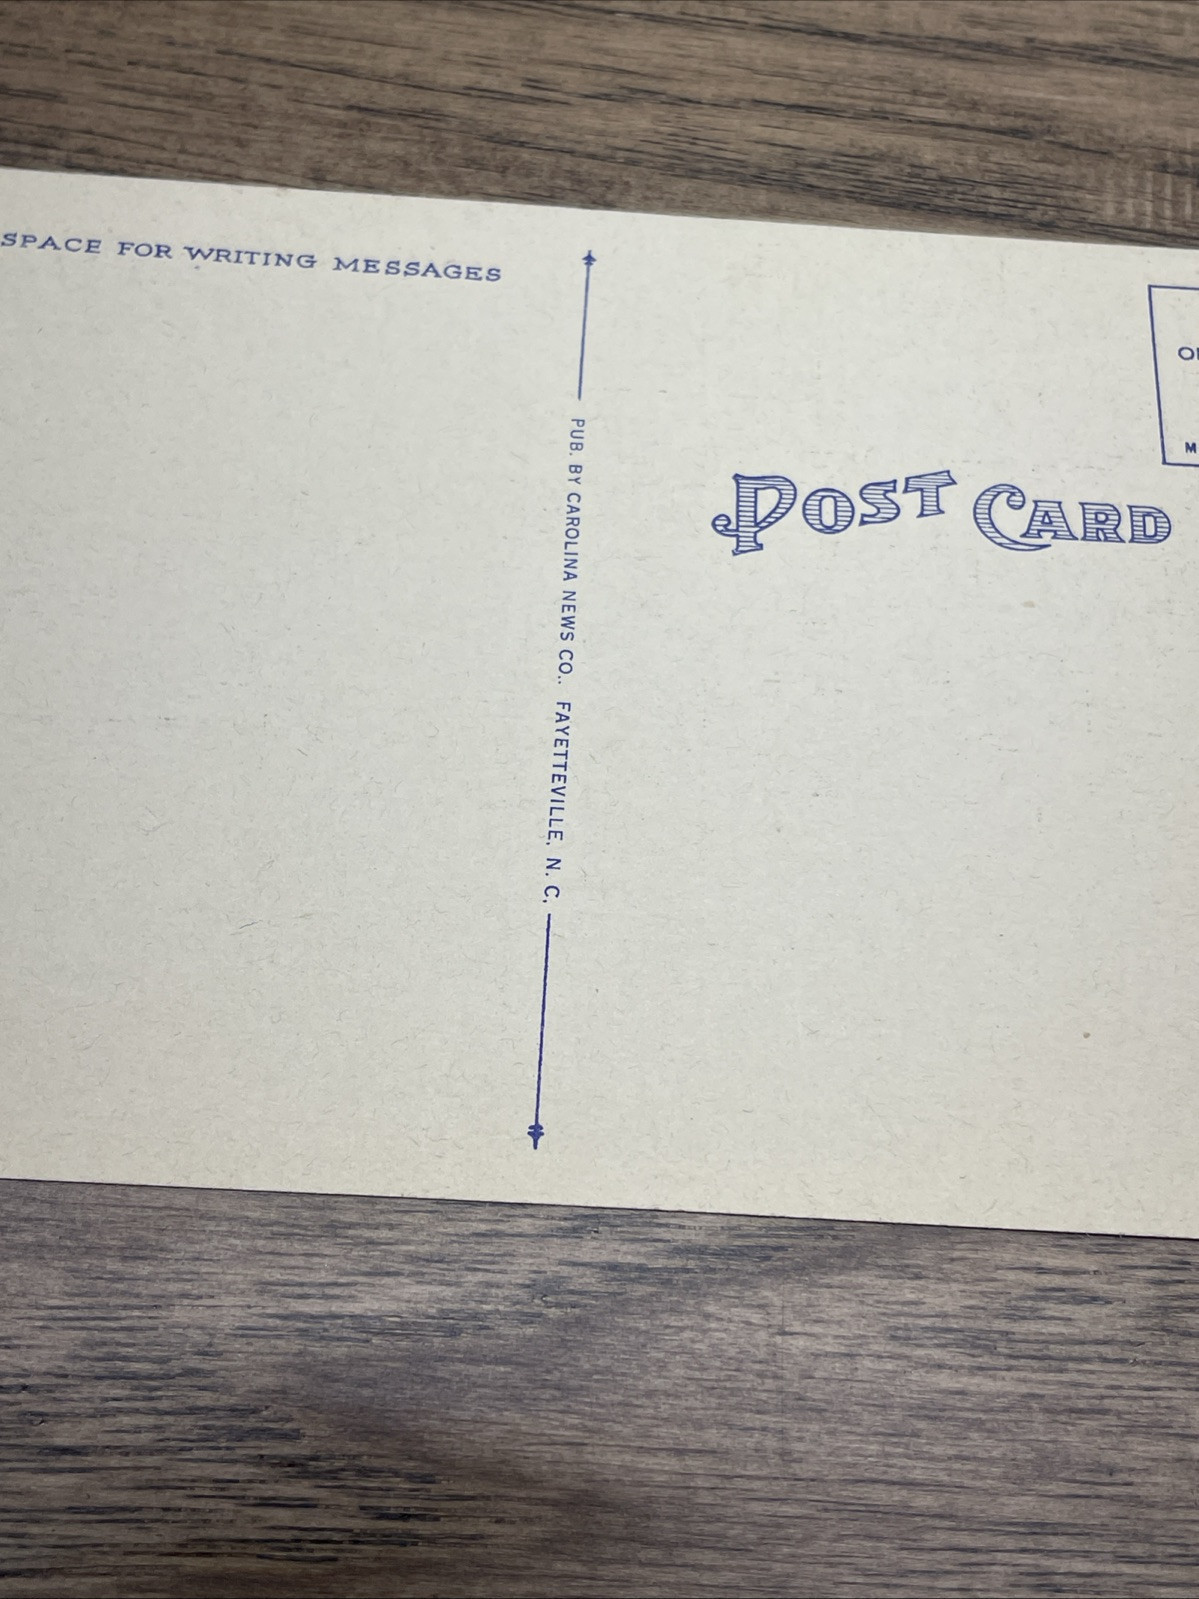 SPACE FOR WRITING MESSAGES
PUB. BY CAROLINA NEWS CO., FAYETTEVILLE, N. C.
POST CARD